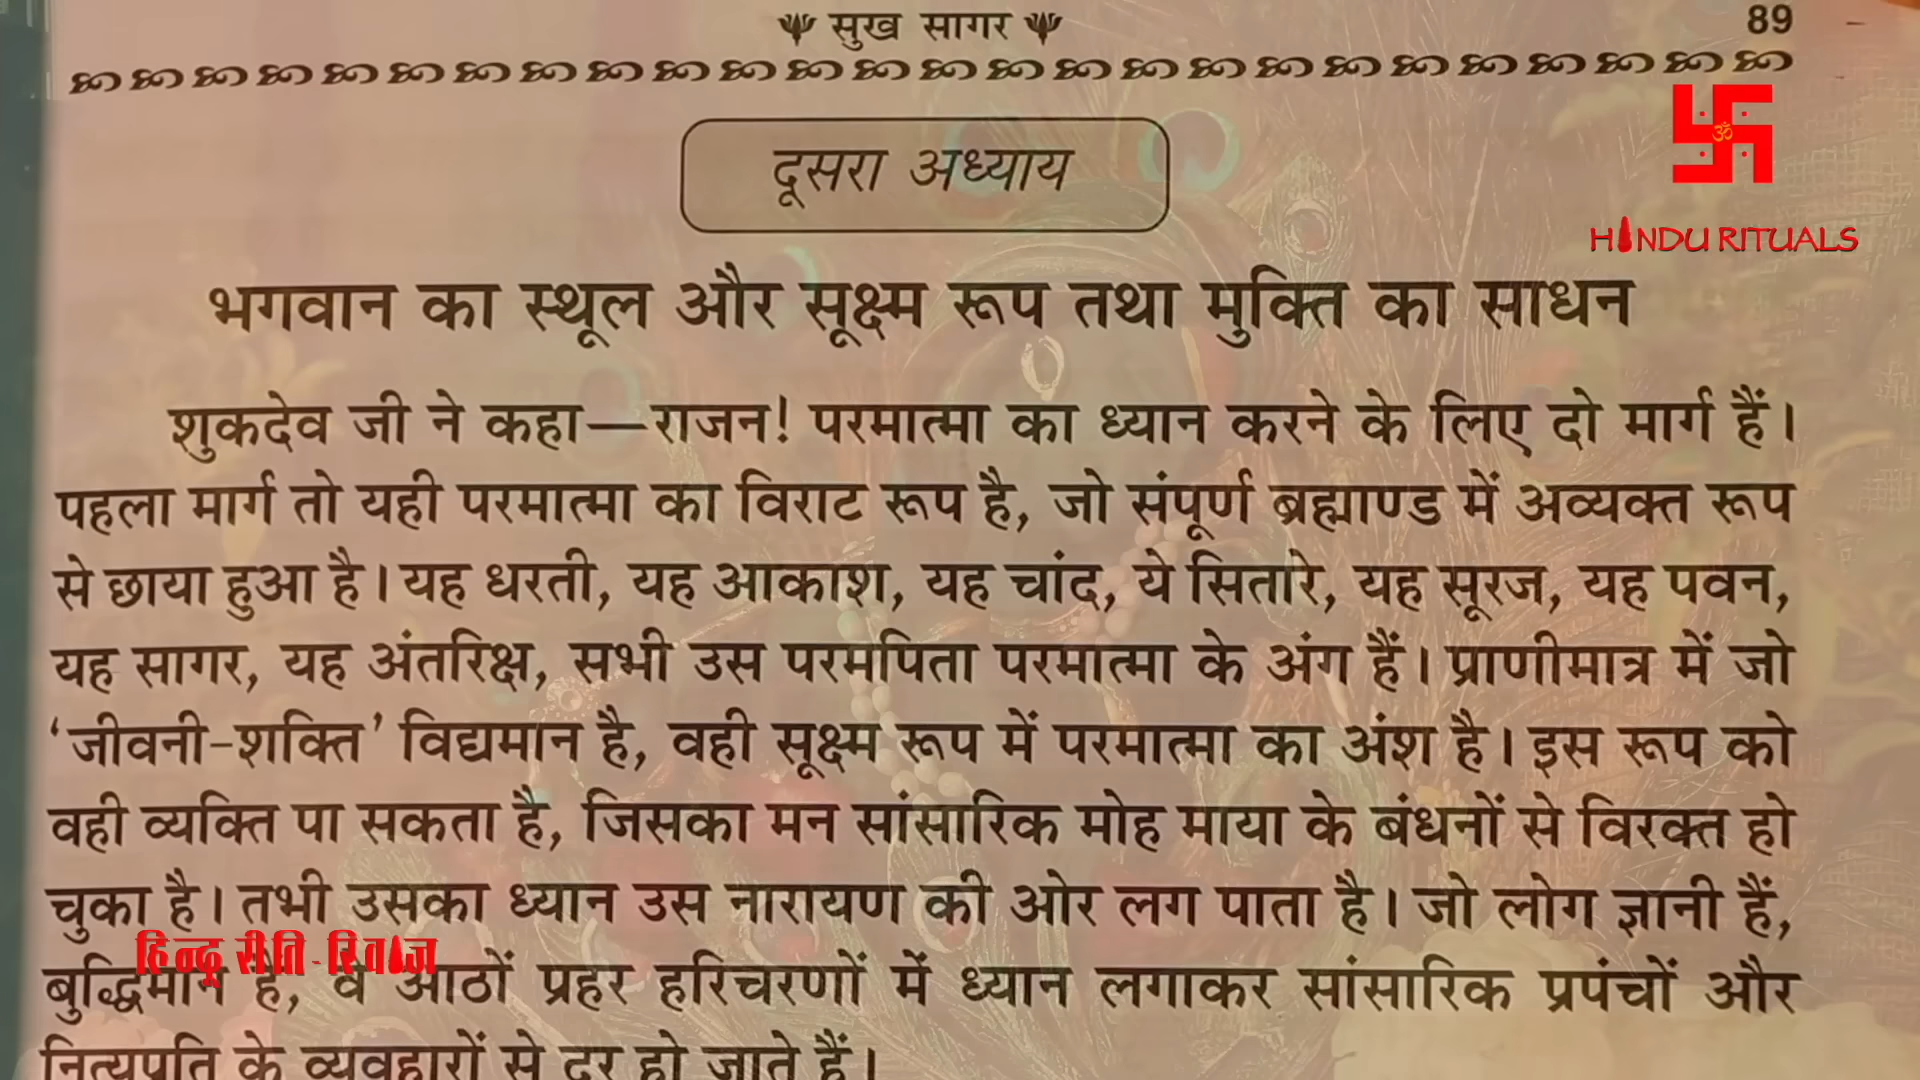 सुख सागर
89
दूसरा अध्याय
HINDU RITUALS
भगवान का स्थूल और सूक्ष्म रूप तथा मुक्ति का साधन
शुकदेव जी ने कहा—राजन! परमात्मा का ध्यान करने के लिए दो मार्ग हैं।
पहला मार्ग तो यही परमात्मा का विराट रूप है, जो संपूर्ण ब्रह्माण्ड में अव्यक्त रूप
से छाया हुआ है। यह धरती, यह आकाश, यह चांद, ये सितारे, यह सूरज, यह पवन,
यह सागर, यह अंतरिक्ष, सभी उस परमपिता परमात्मा के अंग हैं। प्राणीमात्र में जो
‘जीवनी-शक्ति’ विद्यमान है, वही सूक्ष्म रूप में परमात्मा का अंश है। इस रूप को
वही व्यक्ति पा सकता है, जिसका मन सांसारिक मोह माया के बंधनों से विरक्त हो
चुका है। तभी उसका ध्यान उस नारायण की ओर लग पाता है। जो लोग ज्ञानी हैं,
हिन्दू रीति-रिवाज
बुद्धिमान है, वे आठों प्रहर हरिचरणों में ध्यान लगाकर सांसारिक प्रपंचों और
नित्यप्रति के व्यवहारों से दूर हो जाते हैं।